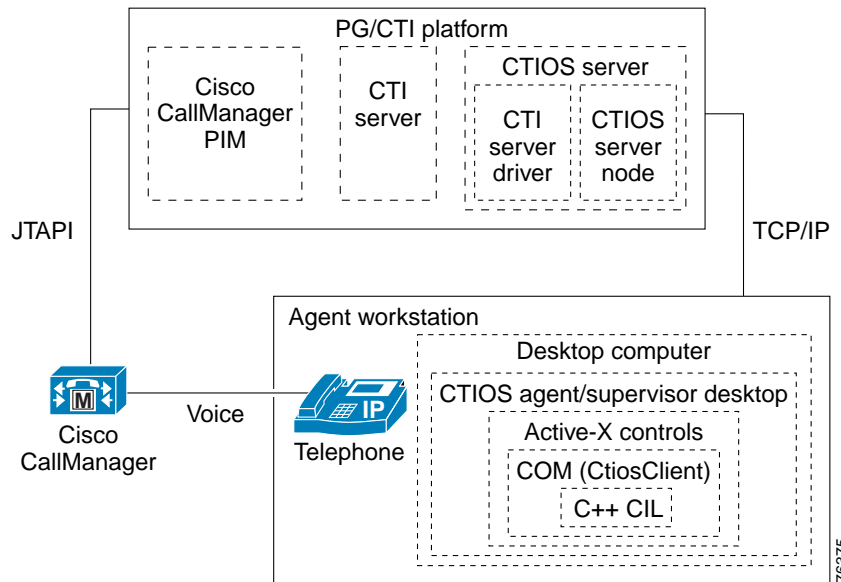 PG/CTI platform
Cisco
CallManager
PIM
CTI
server
CTIOS server
CTI
server
driver
CTIOS
server
node
JTAPI
TCP/IP
Agent workstation
Desktop computer
CTIOS agent/supervisor desktop
Active-X controls
COM (CtiosClient)
C++ CIL
M
Cisco
CallManager
Voice
IP
Telephone
76375